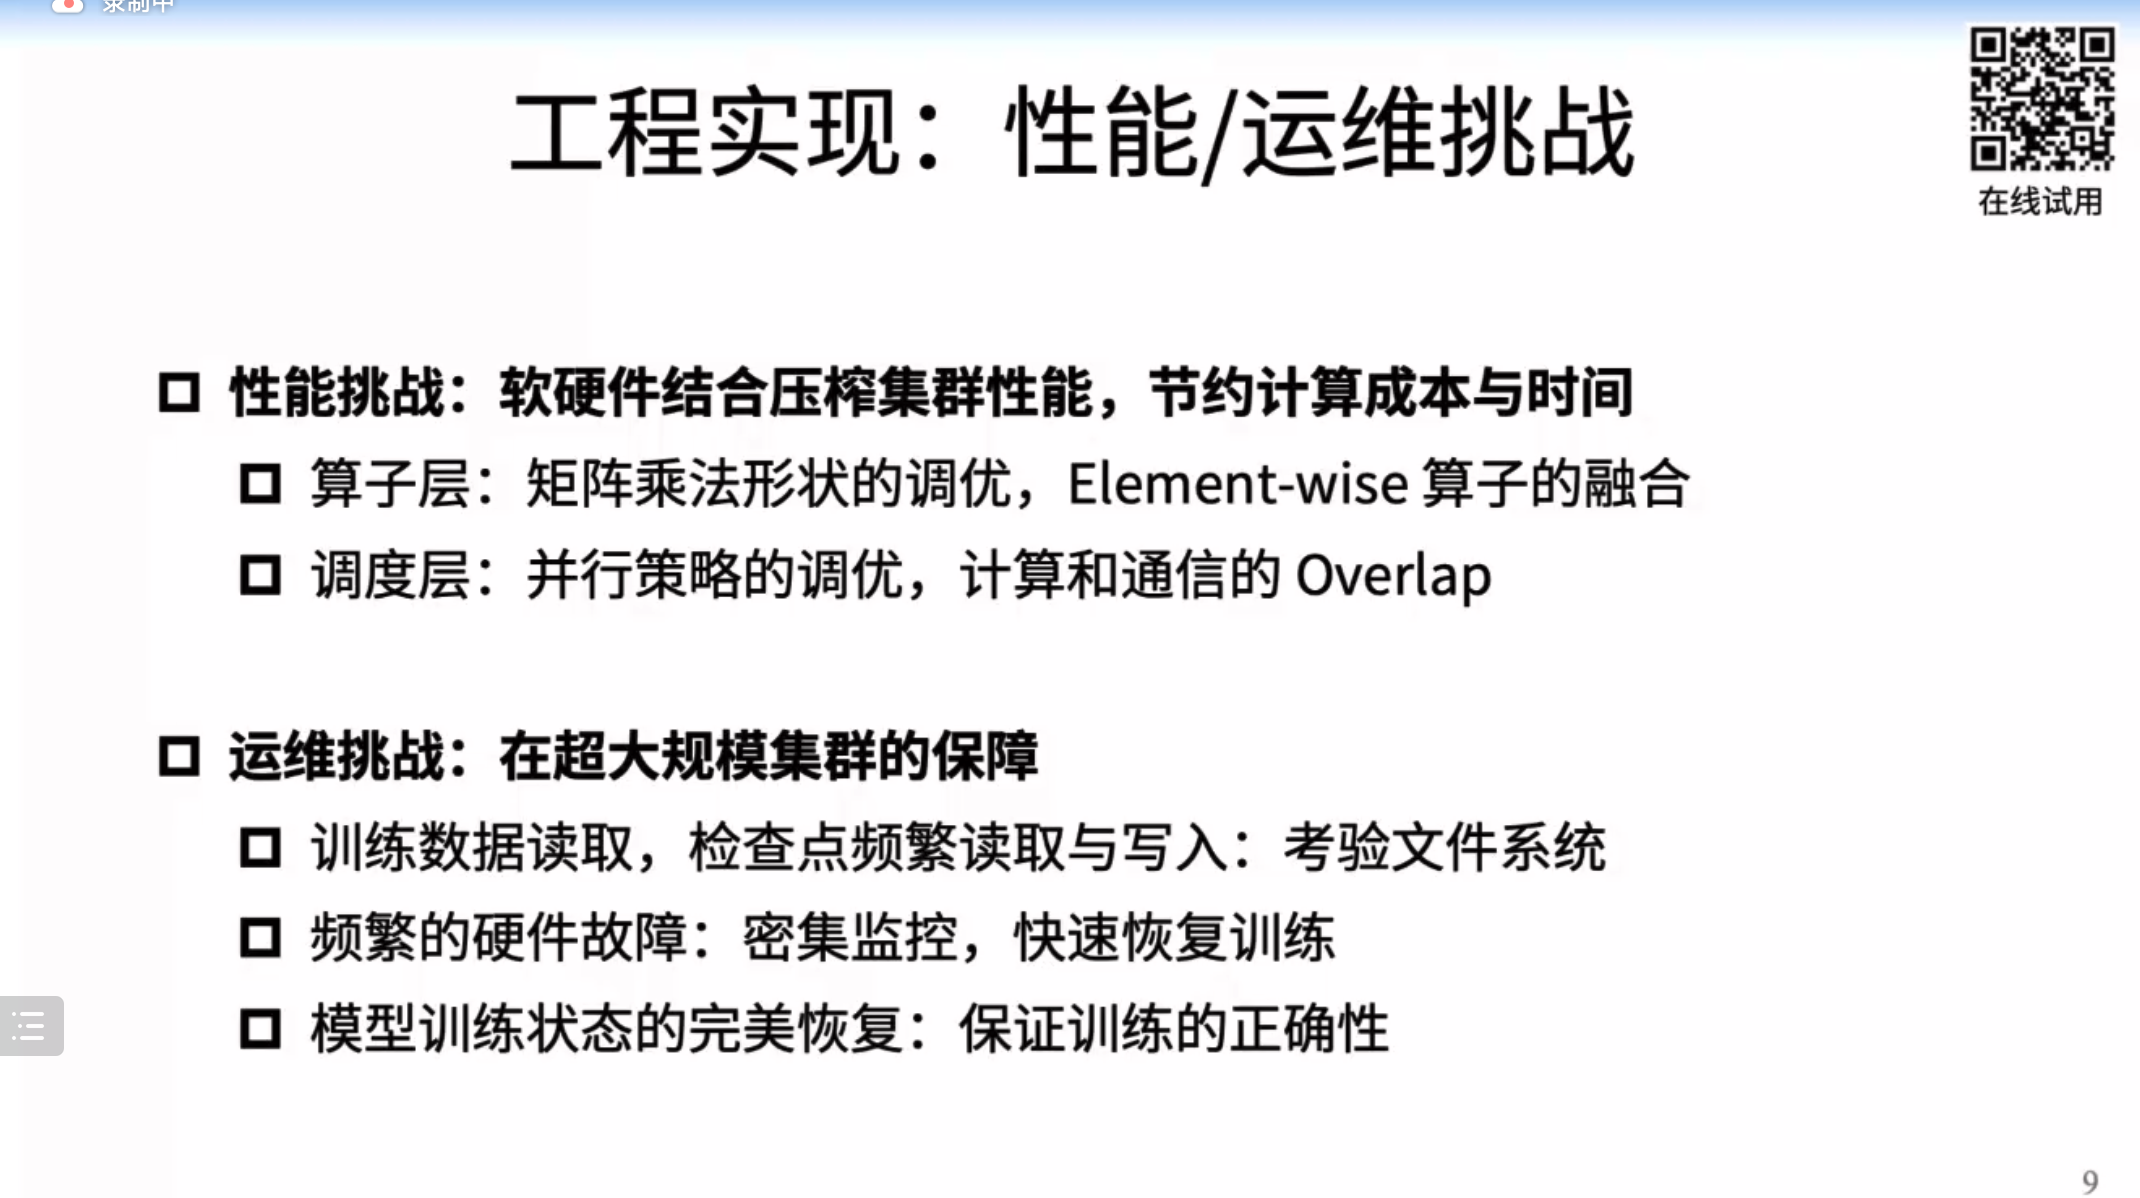 录制中
工程实现：性能/运维挑战
在线试用
性能挑战：软硬件结合压榨集群性能，节约计算成本与时间
算子层：矩阵乘法形状的调优，Element-wise 算子的融合
调度层：并行策略的调优，计算和通信的 Overlap
运维挑战：在超大规模集群的保障
训练数据读取，检查点频繁读取与写入：考验文件系统
频繁的硬件故障：密集监控，快速恢复训练
模型训练状态的完美恢复：保证训练的正确性
9